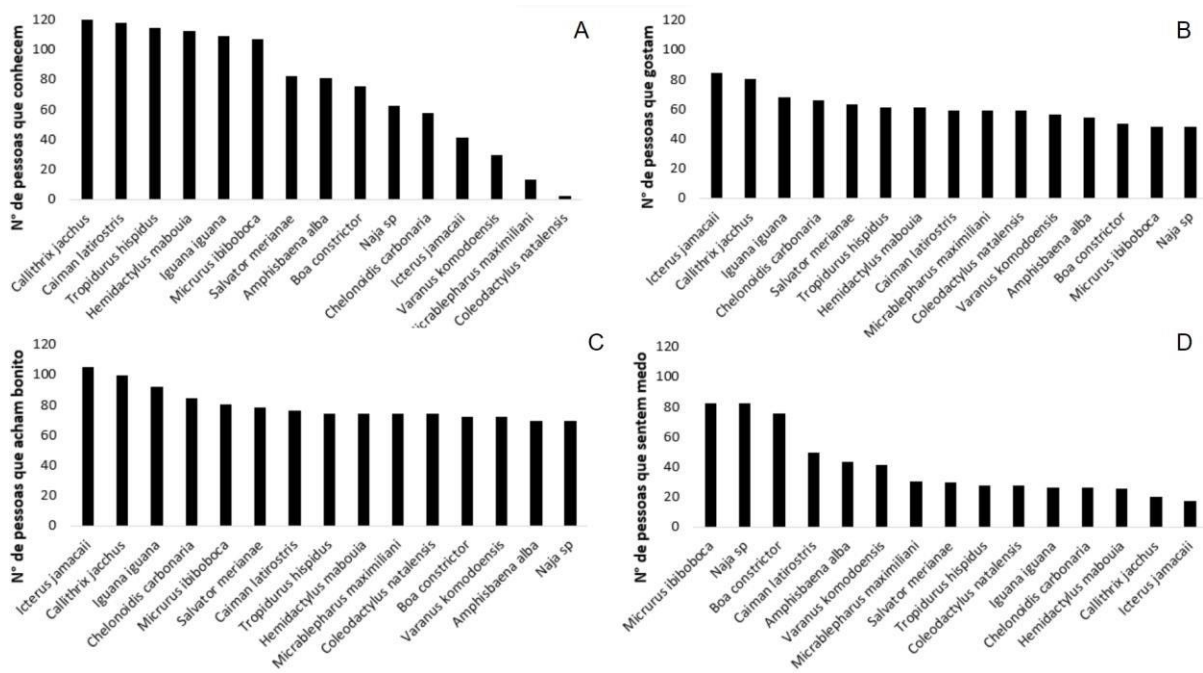 A
N° de pessoas que conhecem
120
100
80
60
40
20
0
Callithrix jacchus
Caiman latirostris
Tropidurus hispidus
Hemidactylus mabouia
Iguana iguana
Micrurus ibiboboca
Salvator merianae
Amphisbaena alba
Boa constrictor
Naja sp
Chelonoidis carbonaria
Icterus jamacaii
Varanus komodoensis
icrablepharus maximiliani
Coleodactylus natalensis
B
N° de pessoas que gostam
120
100
80
60
40
20
0
Icterus jamacaii
Callithrix jacchus
Iguana iguana
Chelonoidis carbonaria
Salvator merianae
Tropidurus hispidus
Hemidactylus mabouia
Caiman latirostris
Micrablepharus maximiliani
Coleodactylus natalensis
Varanus komodoensis
Amphisbaena alba
Boa constrictor
Micrurus ibiboboca
Naja sp
C
N° de pessoas que acham bonito
120
100
80
60
40
20
0
Icterus jamacaii
Callithrix jacchus
Iguana iguana
Chelonoidis carbonaria
Micrurus ibiboboca
Salvator merianae
Caiman latirostris
Tropidurus hispidus
Hemidactylus mabouia
Micrablepharus maximiliani
Coleodactylus natalensis
Boa constrictor
Varanus komodoensis
Amphisbaena alba
Naja sp
D
N° de pessoas que sentem medo
120
100
80
60
40
20
0
Micrurus ibiboboca
Naja sp
Boa constrictor
Caiman latirostris
Amphisbaena alba
Varanus komodoensis
Micrablepharus maximiliani
Salvator merianae
Tropidurus hispidus
Coleodactylus natalensis
Iguana iguana
Chelonoidis carbonaria
Hemidactylus mabouia
Callithrix jacchus
Icterus jamacaii